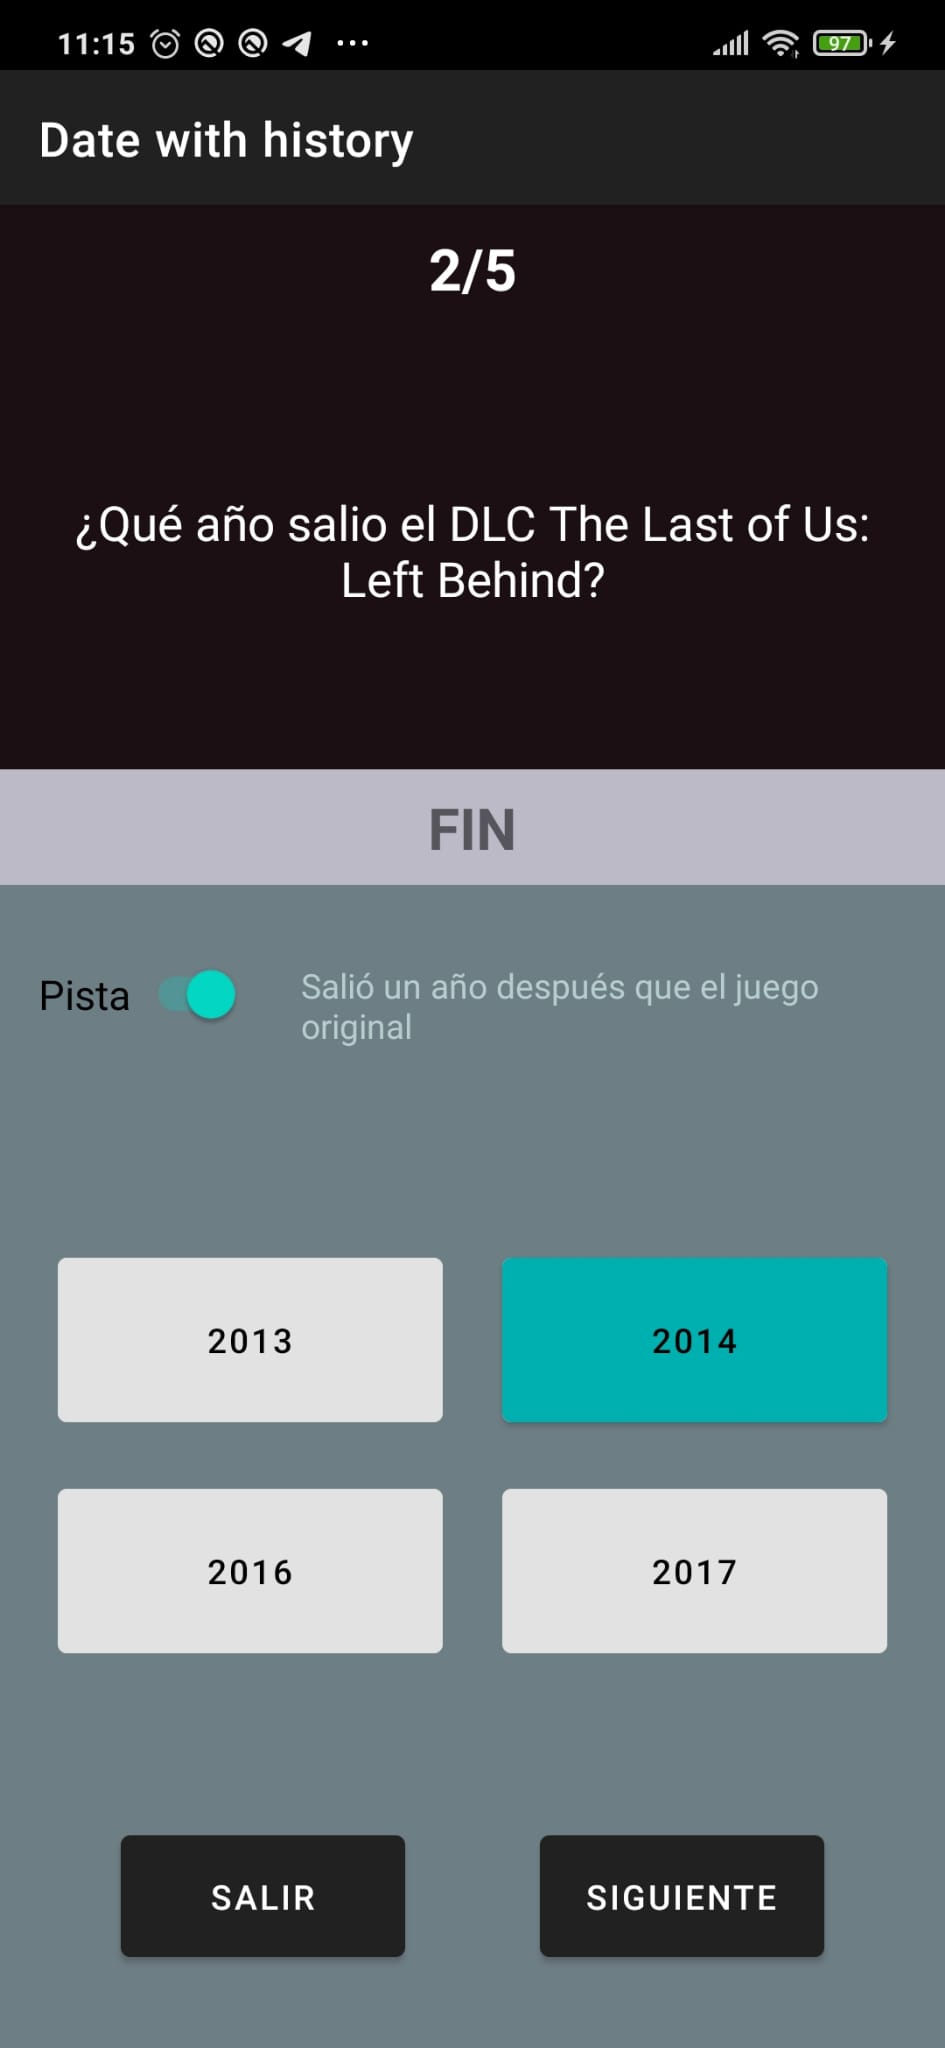 11:15
97
Date with history
2/5
¿Qué año salio el DLC The Last of Us:
Left Behind?
FIN
Pista
Salió un año después que el juego
original
2013
2014
2016
2017
SALIR
SIGUIENTE